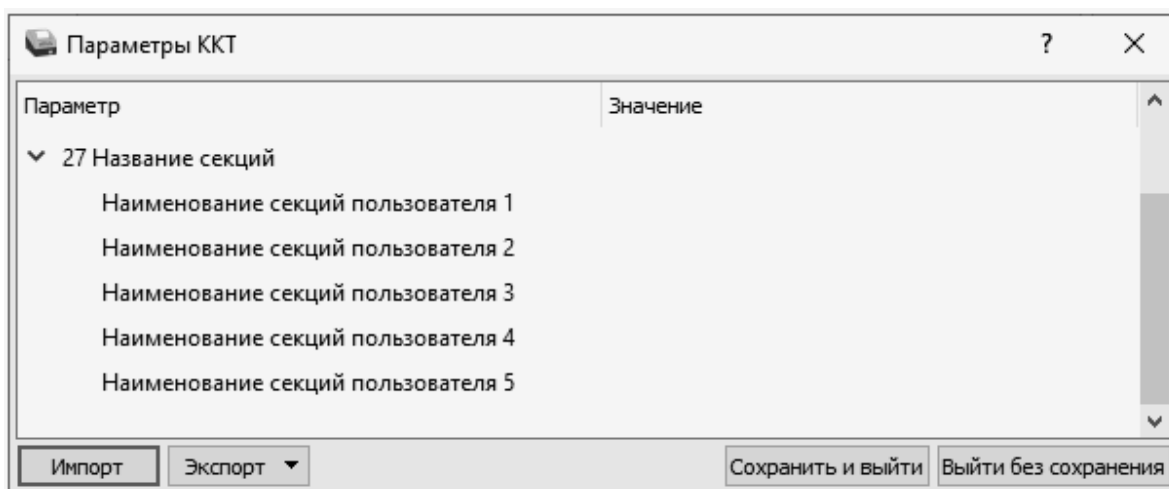 Параметры ККТ ?
Параметр Значение
27 Название секций
Наименование секций пользователя 1
Наименование секций пользователя 2
Наименование секций пользователя 3
Наименование секций пользователя 4
Наименование секций пользователя 5
Импорт Экспорт Сохранить и выйти Выйти без сохранения